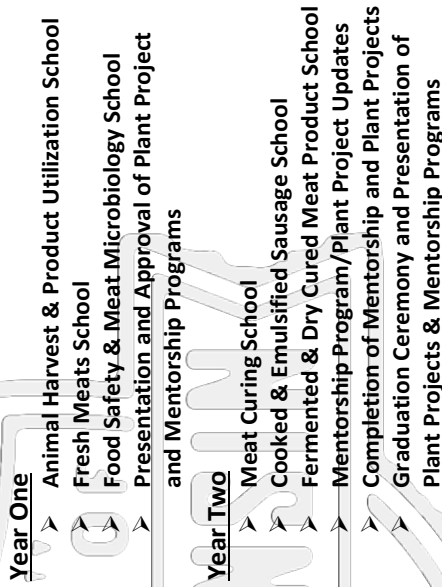 Year One
➤ Animal Harvest & Product Utilization School
➤ Fresh Meats School
➤ Food Safety & Meat Microbiology School
➤ Presentation and Approval of Plant Project
and Mentorship Programs
Year Two
➤ Meat Curing School
➤ Cooked & Emulsified Sausage School
➤ Fermented & Dry Cured Meat Product School
➤ Mentorship Program/Plant Project Updates
➤ Completion of Mentorship and Plant Projects
➤ Graduation Ceremony and Presentation of
Plant Projects & Mentorship Programs